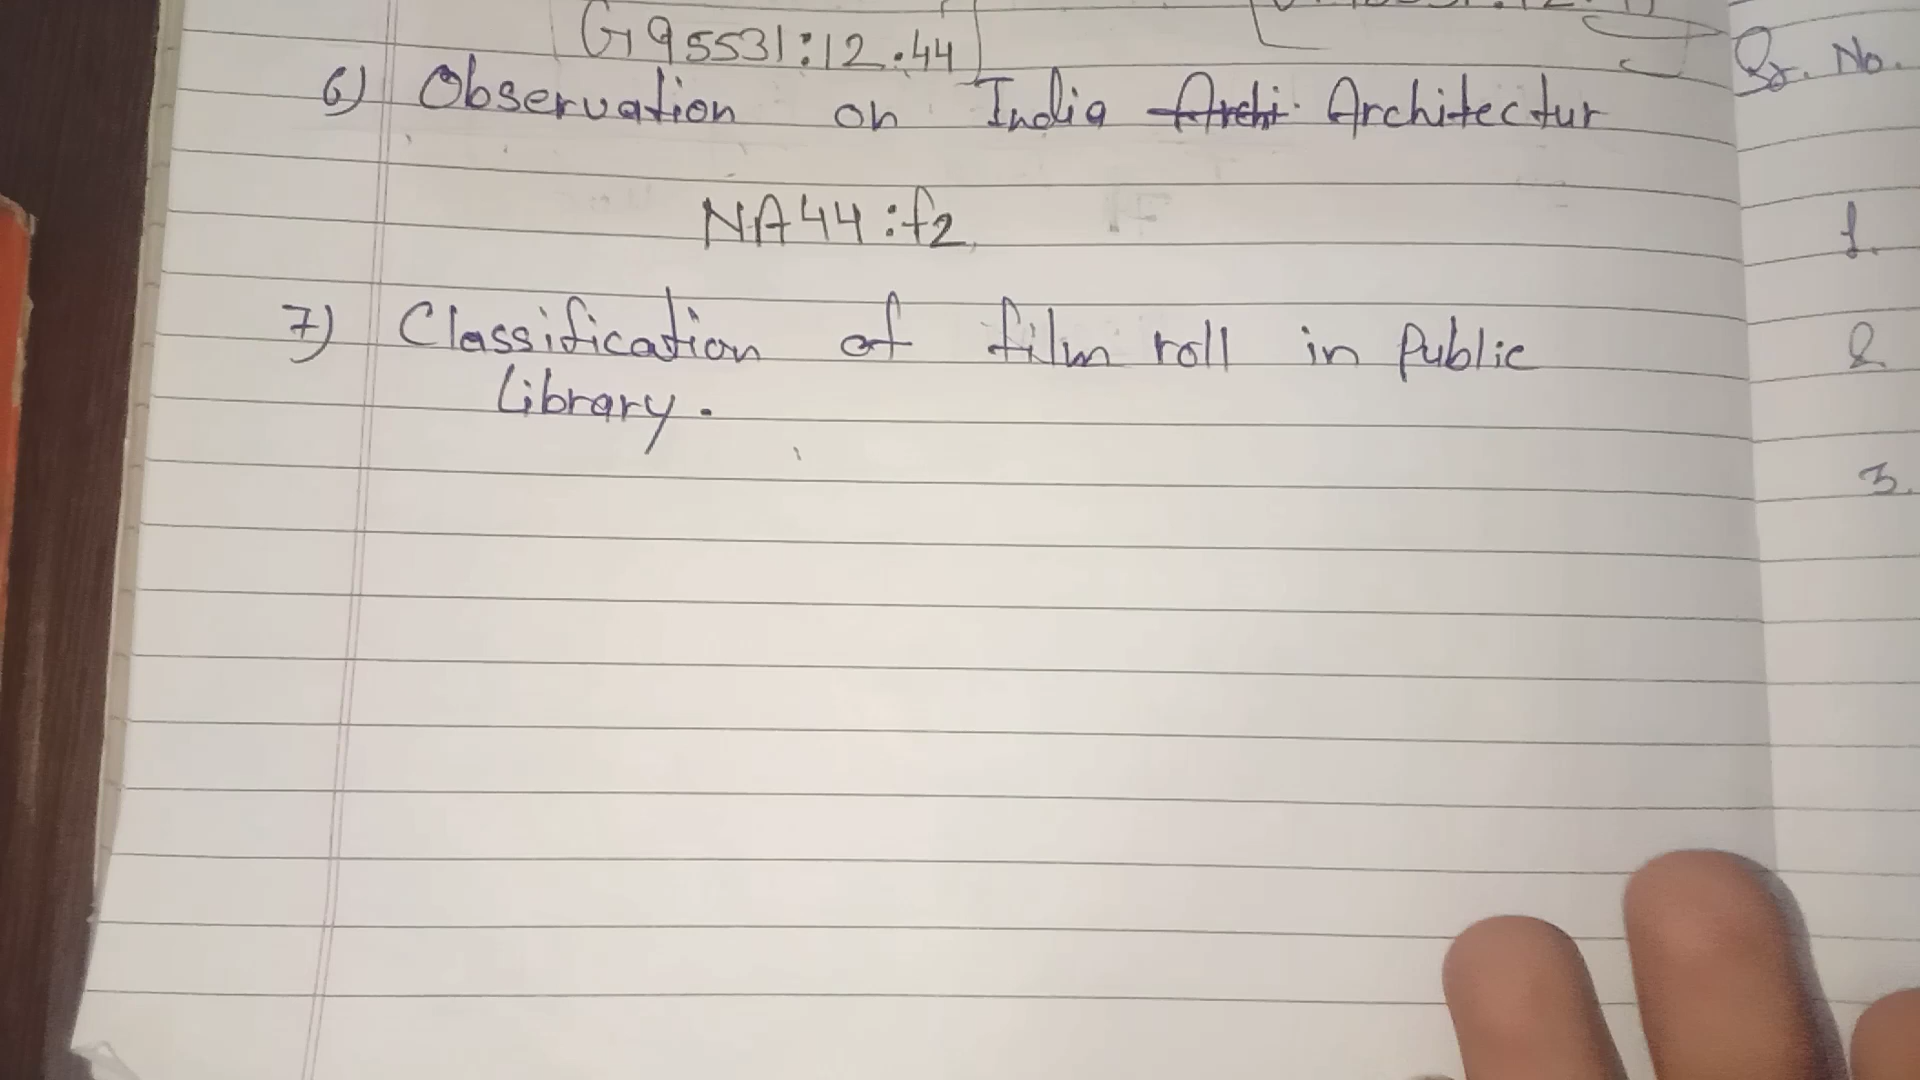 G95531:12.44
6) Observation on India Archi. Architectur
NA44:f2
7) Classification of film roll in Public
Library.
Sr. No.
1.
2
3.